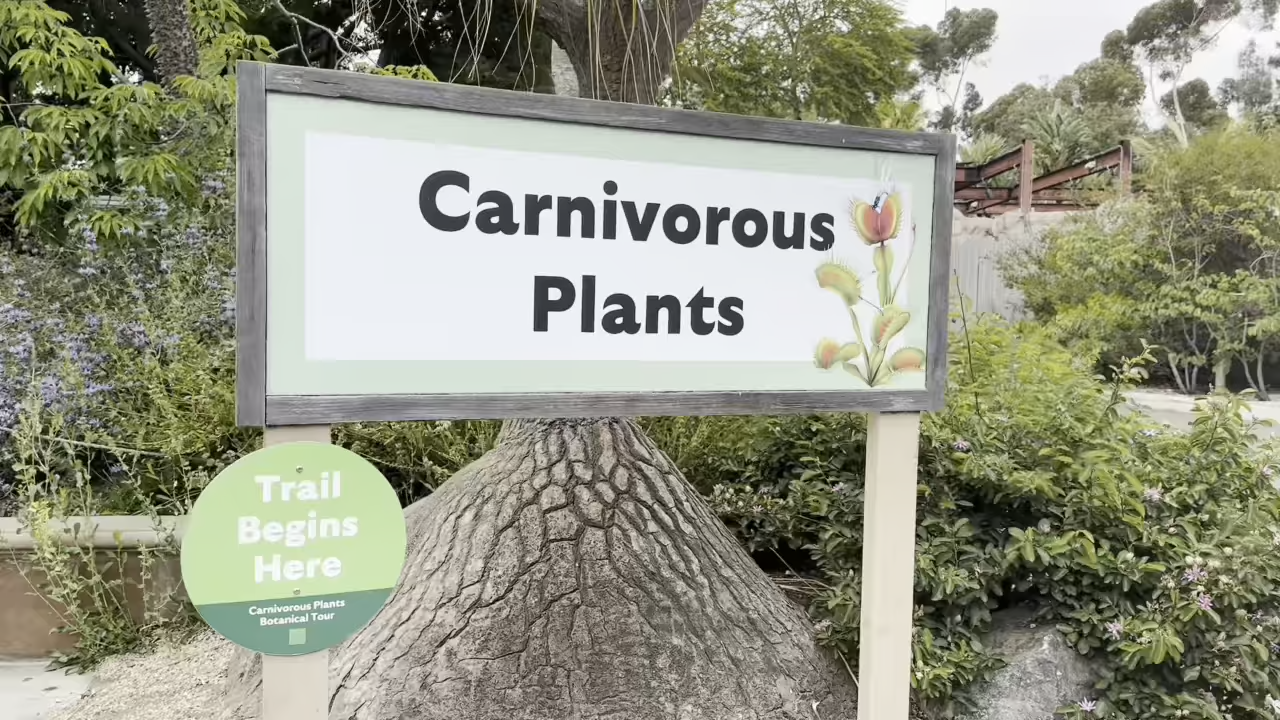 Carnivorous
Plants
Trail
Begins
Here
Carnivorous Plants
Botanical Tour